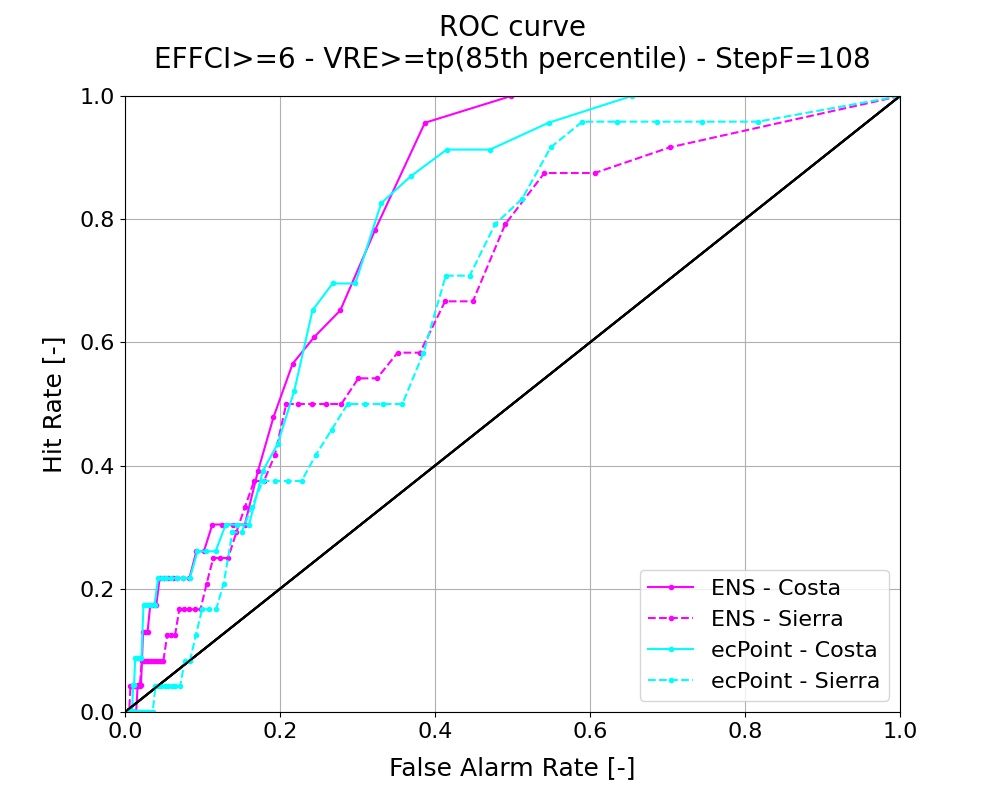 ROC curve
EFFCI>=6 - VRE>=tp(85th percentile) - StepF=108
1.0
0.8
0.6
0.4
0.2
0.0
Hit Rate [-]
0.0 0.2 0.4 0.6 0.8 1.0
False Alarm Rate [-]
ENS - Costa
ENS - Sierra
ecPoint - Costa
ecPoint - Sierra